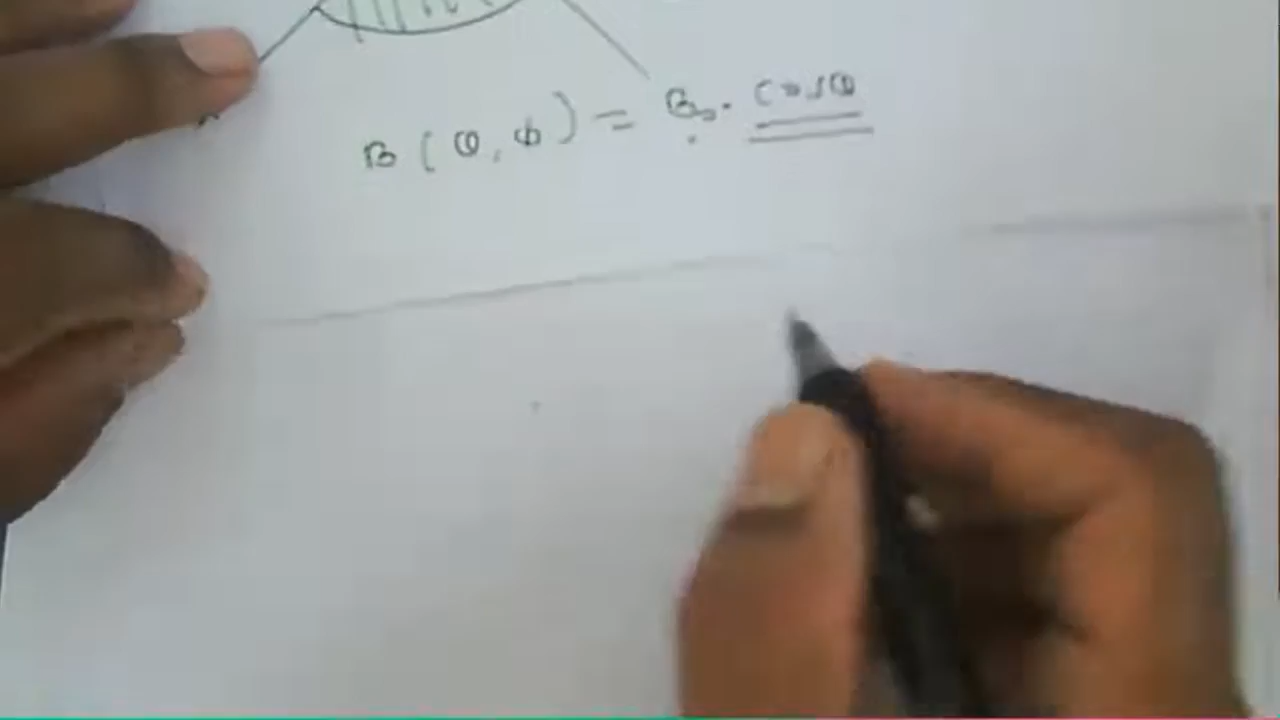 B(θ, φ) = B₀. cosθ